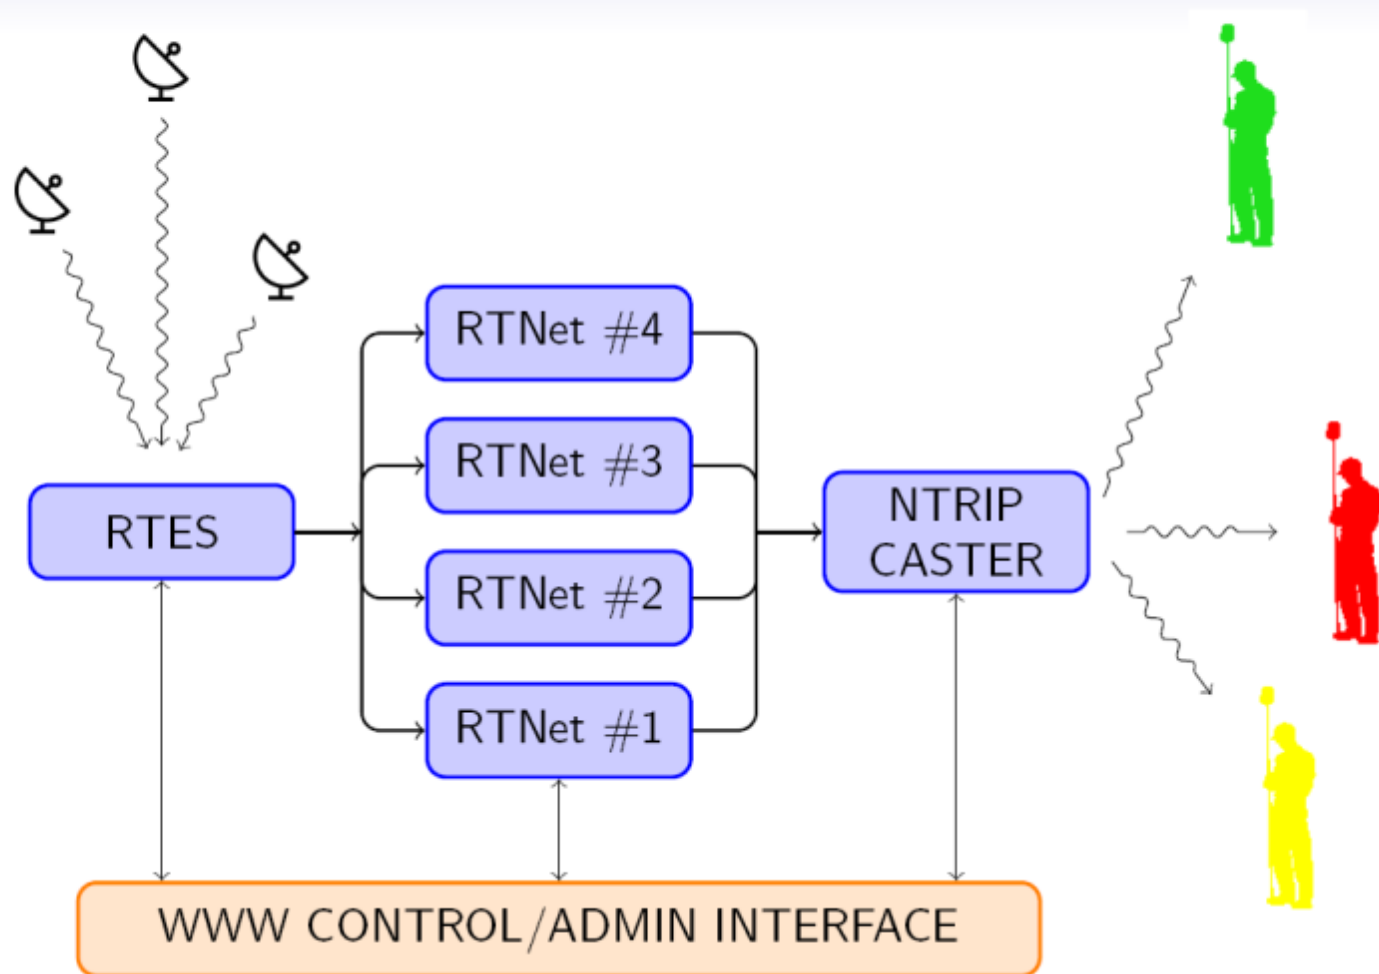 RTNet #4
RTNet #3
RTES
NTRIP
CASTER
RTNet #2
RTNet #1
WWW CONTROL/ADMIN INTERFACE